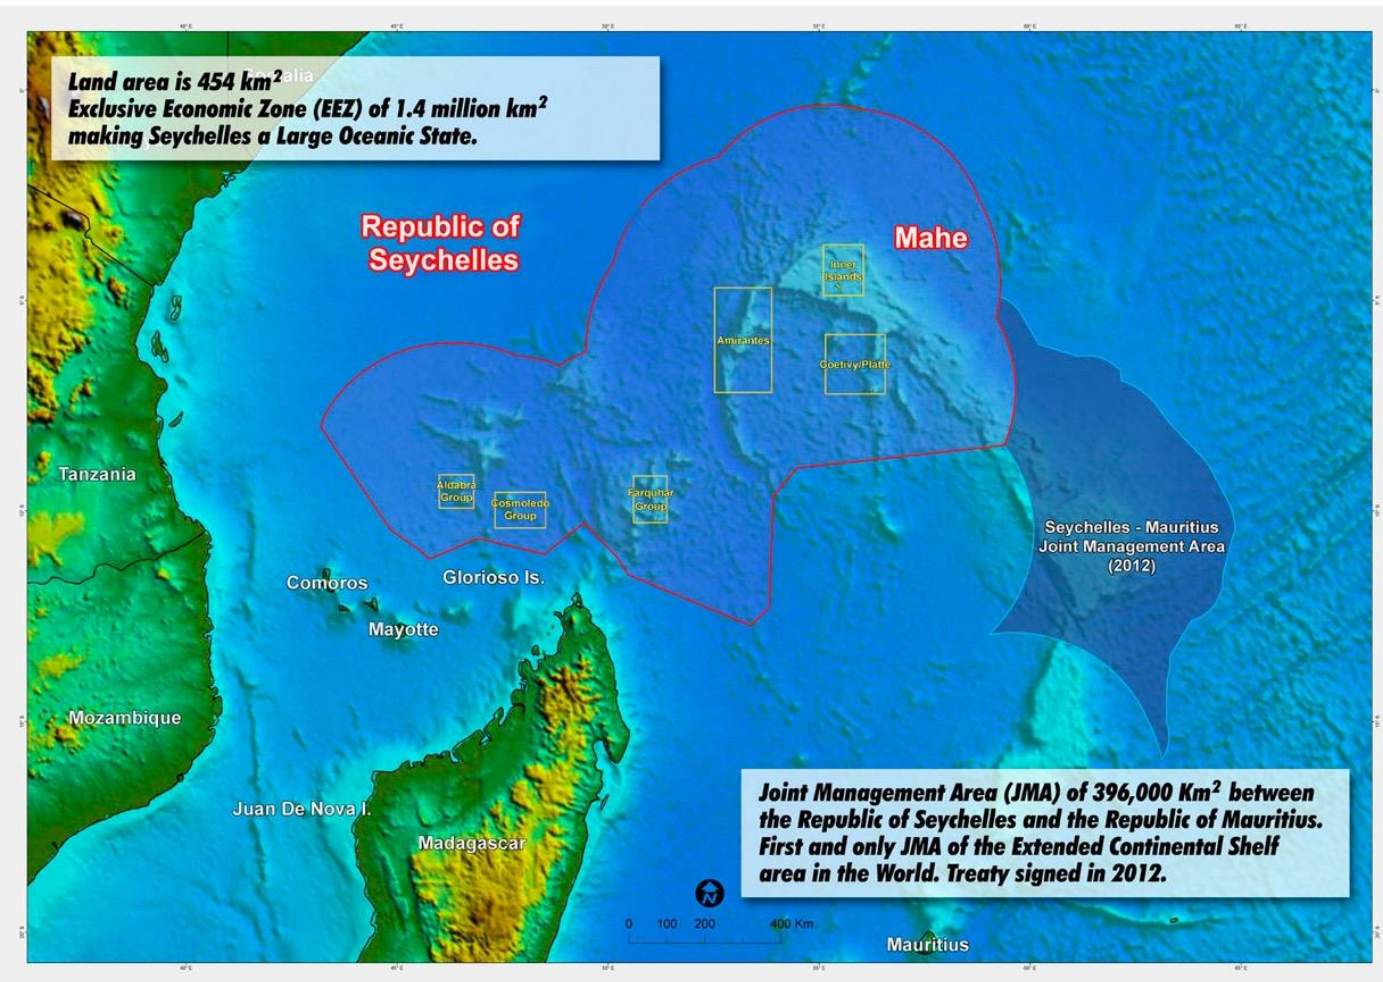 Land area is 454 km²
Exclusive Economic Zone (EEZ) of 1.4 million km²
making Seychelles a Large Oceanic State.
Republic of
Seychelles
Mahe
Inner
Islands
Amirantes
Coetivy/Platte
Aldabra
Group
Cosmoledo
Group
Farquhar
Group
Tanzania
Seychelles - Mauritius
Joint Management Area
(2012)
Comoros
Glorioso Is.
Mayotte
Mozambique
Juan De Nova I.
Madagascar
Joint Management Area (JMA) of 396,000 Km² between
the Republic of Seychelles and the Republic of Mauritius.
First and only JMA of the Extended Continental Shelf
area in the World. Treaty signed in 2012.
N
0 100 200 400 Km
Mauritius